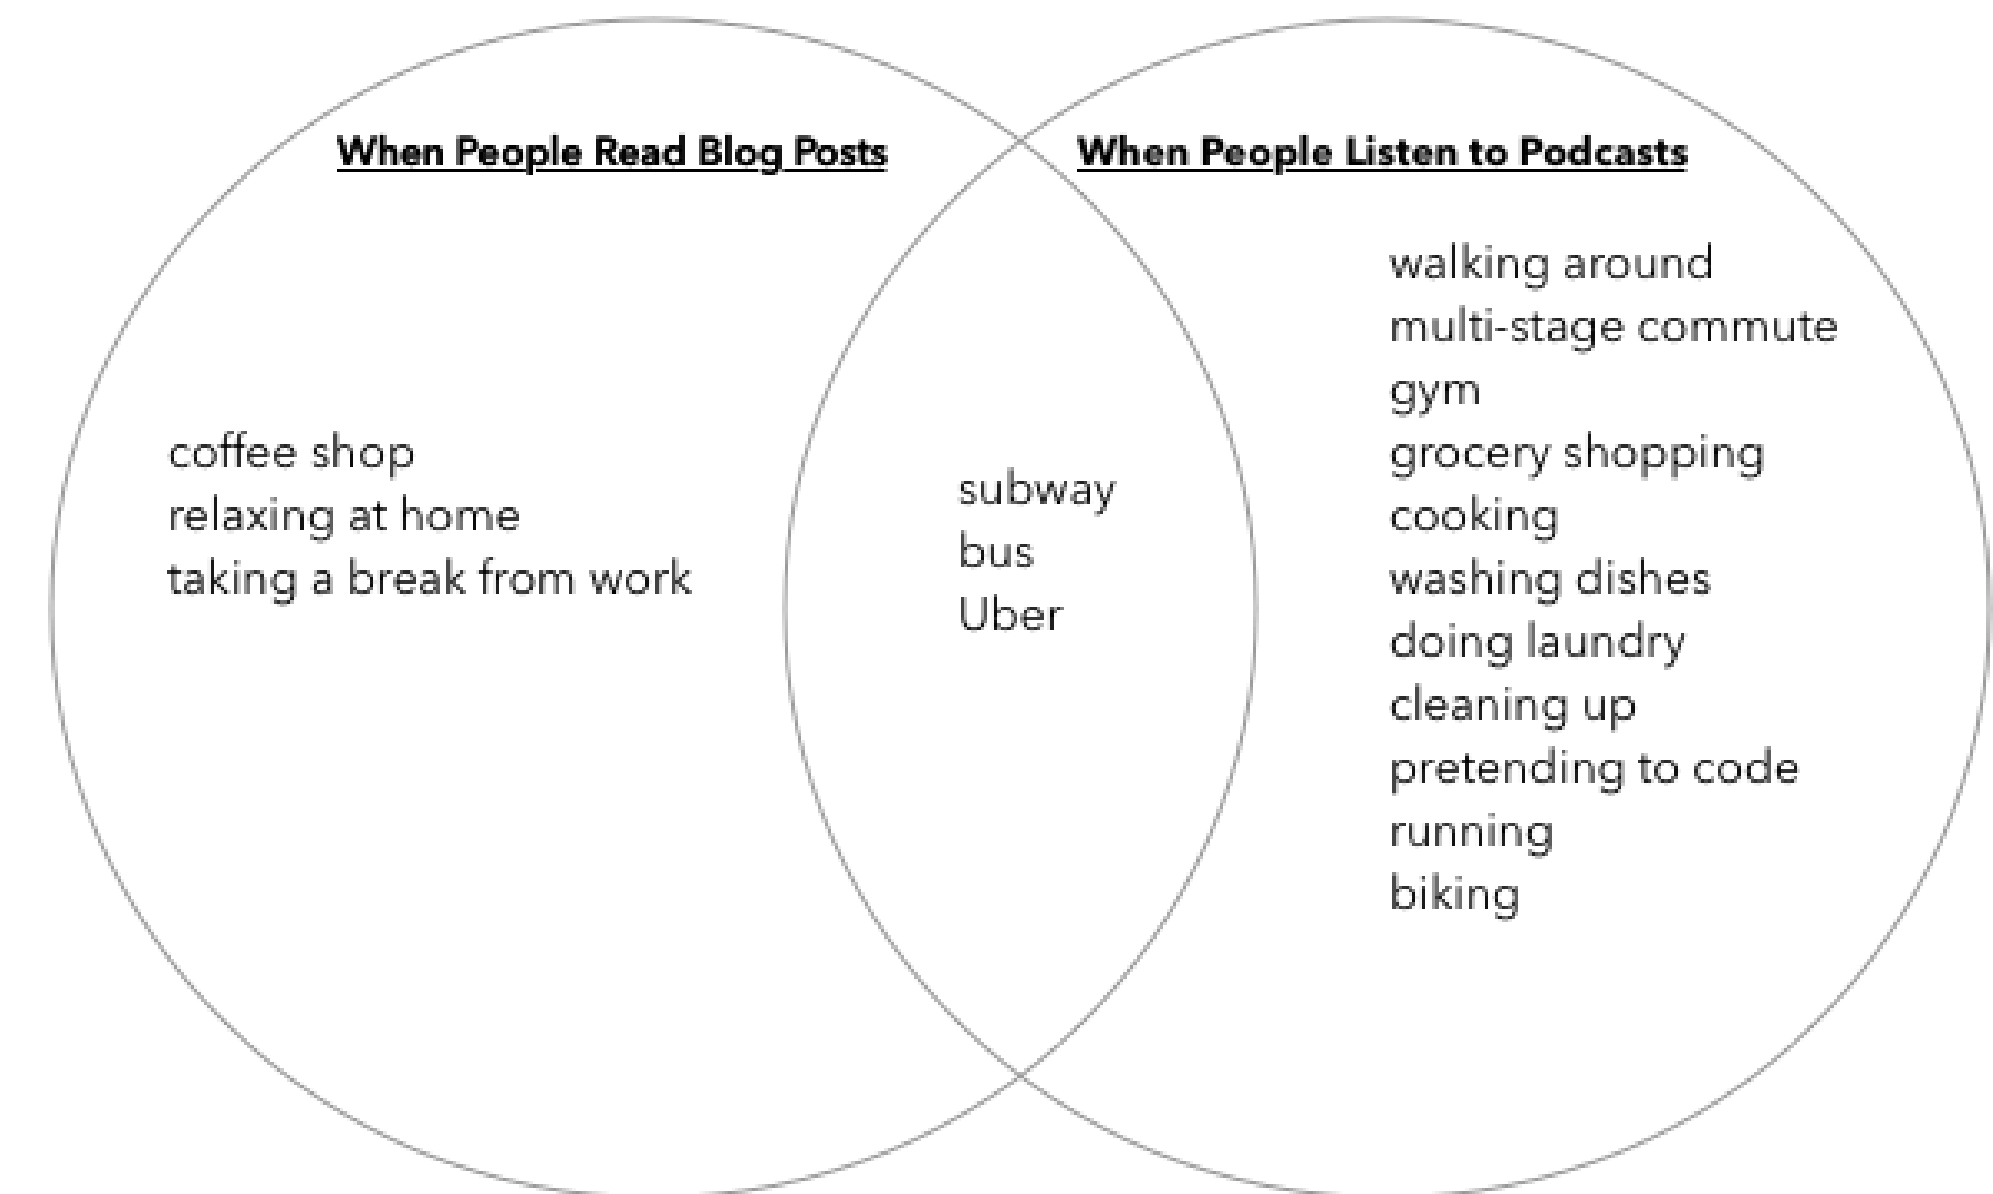 When People Read Blog Posts
coffee shop
relaxing at home
taking a break from work
subway
bus
Uber
When People Listen to Podcasts
walking around
multi-stage commute
gym
grocery shopping
cooking
washing dishes
doing laundry
cleaning up
pretending to code
running
biking